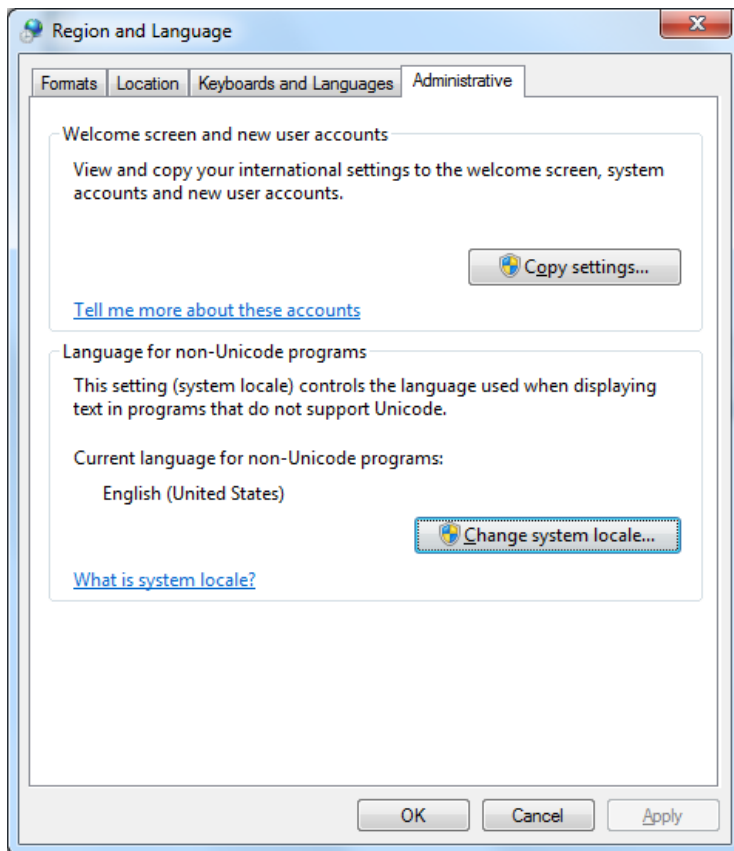 Region and Language
Formats Location Keyboards and Languages Administrative
Welcome screen and new user accounts
View and copy your international settings to the welcome screen, system
accounts and new user accounts.
Copy settings...
Tell me more about these accounts
Language for non-Unicode programs
This setting (system locale) controls the language used when displaying
text in programs that do not support Unicode.
Current language for non-Unicode programs:
English (United States)
Change system locale...
What is system locale?
OK Cancel Apply